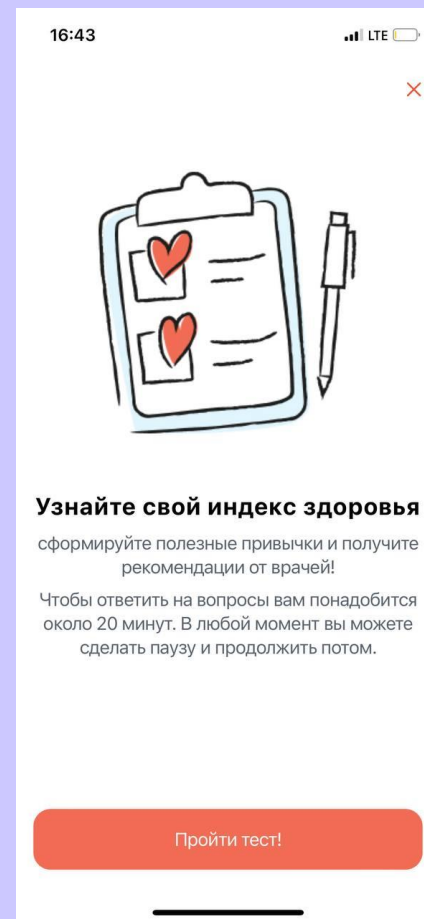 16:43
LTE
Узнайте свой индекс здоровья
сформируйте полезные привычки и получите
рекомендации от врачей!
Чтобы ответить на вопросы вам понадобится
около 20 минут. В любой момент вы можете
сделать паузу и продолжить потом.
Пройти тест!